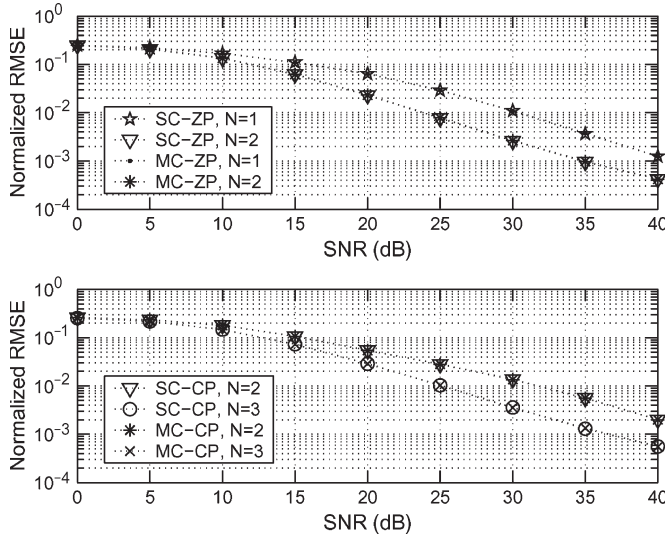 10^0
10^-1
10^-2
10^-3
10^-4
Normalized RMSE
SC-ZP, N=1
SC-ZP, N=2
MC-ZP, N=1
MC-ZP, N=2
0 5 10 15 20 25 30 35 40
SNR (dB)
10^0
10^-1
10^-2
10^-3
10^-4
Normalized RMSE
SC-CP, N=2
SC-CP, N=3
MC-CP, N=2
MC-CP, N=3
0 5 10 15 20 25 30 35 40
SNR (dB)